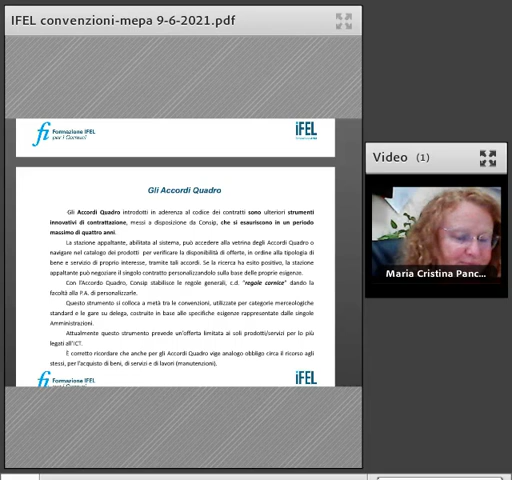 IFEL convenzioni-mepa 9-6-2021.pdf
Formazione IFEL
per i Comuni
iFEL
Gli Accordi Quadro
Gli Accordi Quadro introdotti in aderenza al codice dei contratti sono ulteriori strumenti
innovativi di contrattazione, messi a disposizione da Consip, che si esauriscono in un periodo
massimo di quattro anni.
La stazione appaltante, abilitata al sistema, può accedere alla vetrina degli Accordi Quadro o
navigare nel catalogo dei prodotti per verificare la disponibilità di offerte, in ordine alla tipologia di
bene e servizio di proprio interesse, tramite tali accordi. Se la ricerca ha esito positivo, la stazione
appaltante può negoziare il singolo contratto personalizzandolo sulla base delle proprie esigenze.
Con l'Accordo Quadro, Consip stabilisce le regole generali, c.d. "regole cornice" dando la
facoltà alla P.A. di personalizzarle.
Questo strumento si colloca a metà tra le convenzioni, utilizzate per categorie merceologiche
standard e le gare su delega, costruite in base alle specifiche esigenze rappresentate dalle singole
Amministrazioni.
Attualmente questo strumento prevede un'offerta limitata ai soli prodotti/servizi per lo più
legati all'ICT.
È corretto ricordare che anche per gli Accordi Quadro vige analogo obbligo circa il ricorso agli
stessi, per l'acquisto di beni, di servizi e di lavori (manutenzioni).
Formazione IFEL
per i Comuni
iFEL
Video (1)
Maria Cristina Panc...